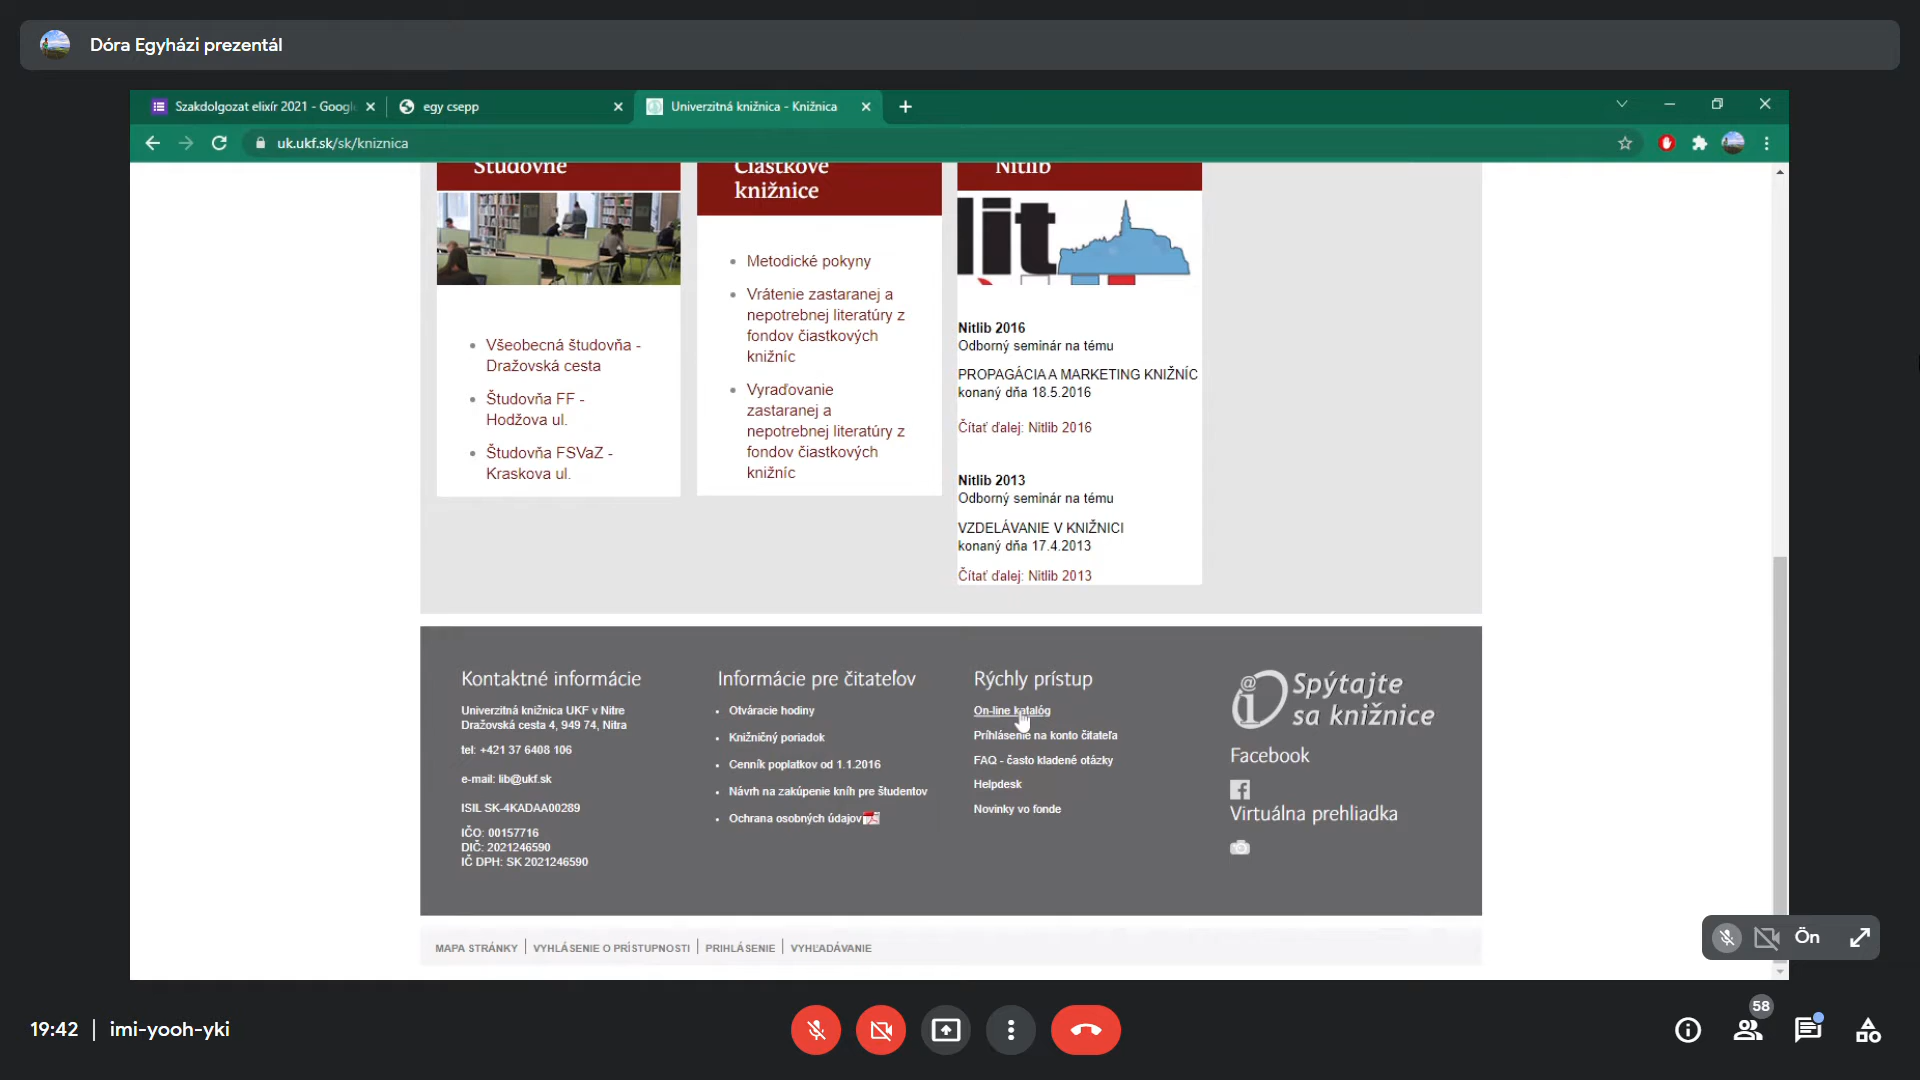 Dóra Egyházi prezentál
Szakdolgozat elixír 2021 - Google
egy csepp
Univerzitná knižnica - Knižnica
uk.ukf.sk/sk/kniznica
Študovne
Všeobecná študovňa -
Dražovská cesta
Študovňa FF -
Hodžova ul.
Študovňa FSVaZ -
Kraskova ul.
Čiastkové
knižnice
Metodické pokyny
Vrátenie zastaranej a
nepotrebnej literatúry z
fondov čiastkových
knižníc
Vyraďovanie
zastaranej a
nepotrebnej literatúry z
fondov čiastkových
knižníc
Nitlib
lit
Nitlib 2016
Odborný seminár na tému
PROPAGÁCIA A MARKETING KNIŽNÍC
konaný dňa 18.5.2016
Čítať ďalej: Nitlib 2016
Nitlib 2013
Odborný seminár na tému
VZDELÁVANIE V KNIŽNICI
konaný dňa 17.4.2013
Čítať ďalej: Nitlib 2013
Kontaktné informácie
Univerzitná knižnica UKF v Nitre
Dražovská cesta 4, 949 74, Nitra
tel: +421 37 6408 106
e-mail: lib@ukf.sk
ISIL SK-4KADAA00289
IČO: 00157716
DIČ: 2021246590
IČ DPH: SK 2021246590
Informácie pre čitateľov
Otváracie hodiny
Knižničný poriadok
Cenník poplatkov od 1.1.2016
Návrh na zakúpenie kníh pre študentov
Ochrana osobných údajov
Rýchly prístup
On-line katalóg
Príhlásenie na konto čitateľa
FAQ - často kladené otázky
Helpdesk
Novinky vo fonde
Spýtajte
sa knižnice
Facebook
Virtuálna prehliadka
MAPA STRÁNKY | VYHLÁSENIE O PRÍSTUPNOSTI | PRIHLÁSENIE | VYHĽADÁVANIE
Ön
19:42 | imi-yooh-yki
58